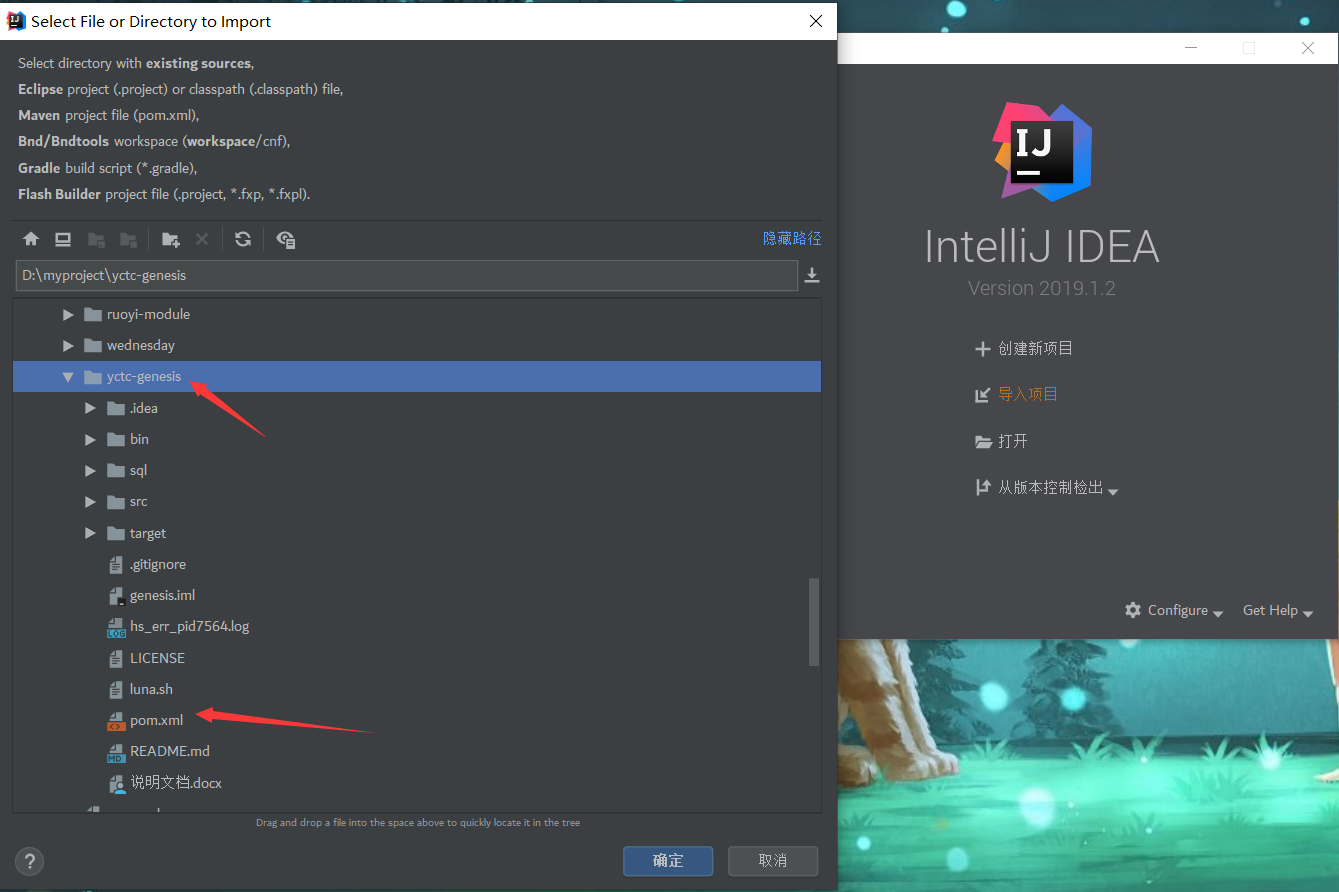 Select File or Directory to Import
Select directory with existing sources,
Eclipse project (.project) or classpath (.classpath) file,
Maven project file (pom.xml),
Bnd/Bndtools workspace (workspace/cnf),
Gradle build script (*.gradle),
Flash Builder project file (.project, *.fxp, *.fxpl).
隐藏路径
D:\myproject\yctc-genesis
ruoyi-module
wednesday
yctc-genesis
.idea
bin
sql
src
target
.gitignore
genesis.iml
LOG hs_err_pid7564.log
LICENSE
luna.sh
pom.xml
MD README.md
说明文档.docx
Drag and drop a file into the space above to quickly locate it in the tree
?
确定
取消
IJ
IntelliJ IDEA
Version 2019.1.2
创建新项目
导入项目
打开
从版本控制检出
Configure
Get Help